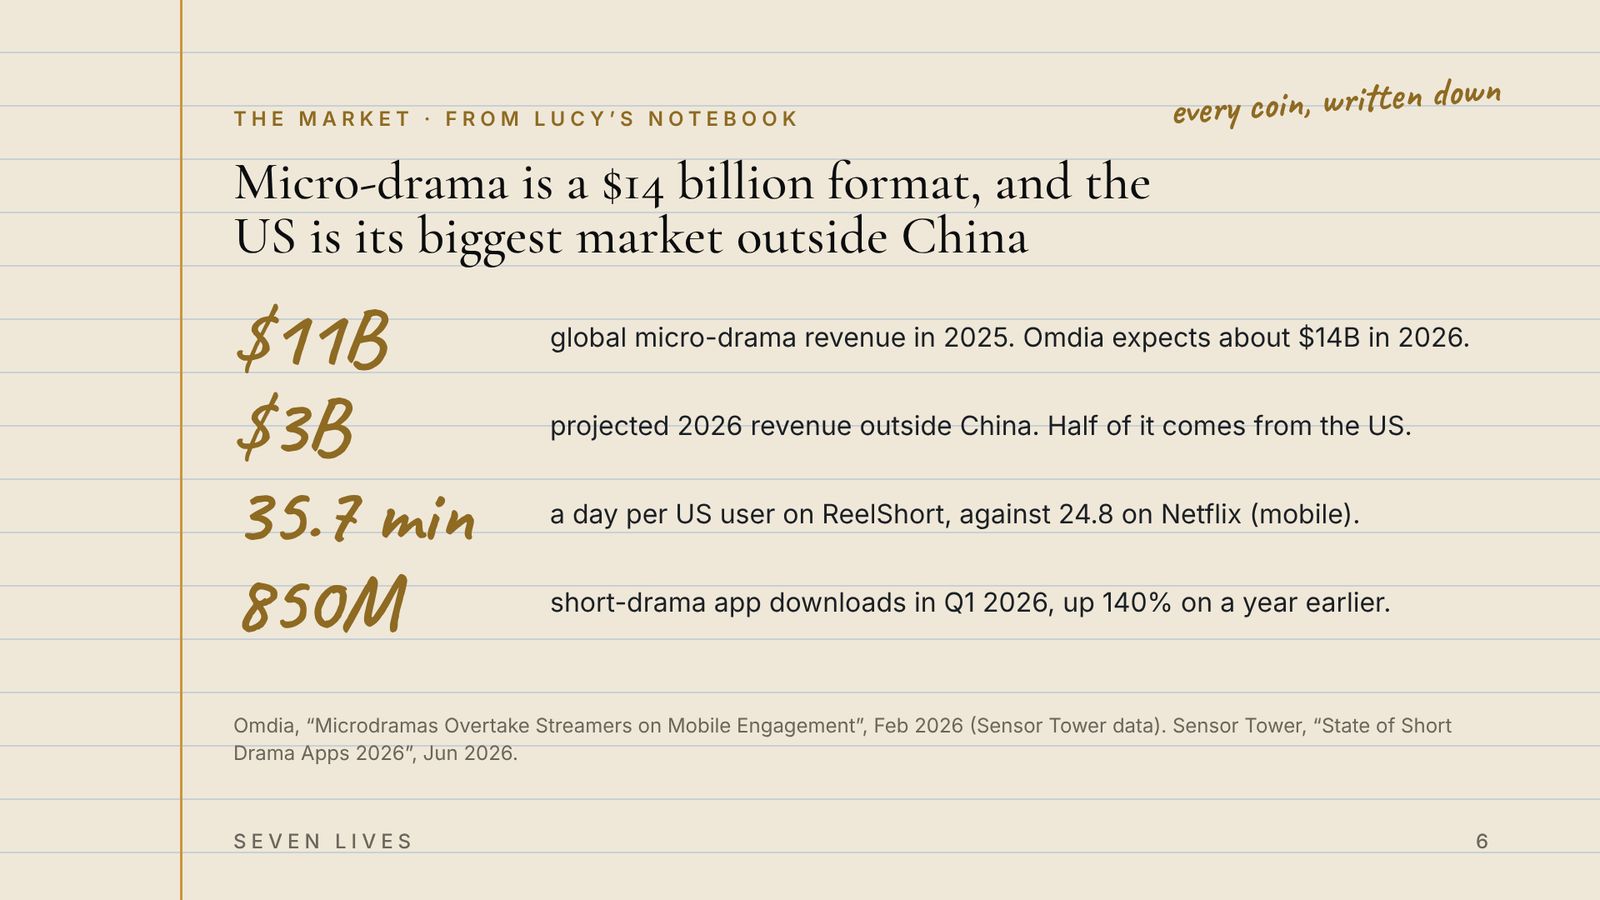 THE MARKET · FROM LUCY’S NOTEBOOK
every coin, written down
Micro-drama is a $14 billion format, and the
US is its biggest market outside China
$11B global micro-drama revenue in 2025. Omdia expects about $14B in 2026.
$3B projected 2026 revenue outside China. Half of it comes from the US.
35.7 min a day per US user on ReelShort, against 24.8 on Netflix (mobile).
850M short-drama app downloads in Q1 2026, up 140% on a year earlier.
Omdia, “Microdramas Overtake Streamers on Mobile Engagement”, Feb 2026 (Sensor Tower data). Sensor Tower, “State of Short
Drama Apps 2026”, Jun 2026.
SEVEN LIVES
6